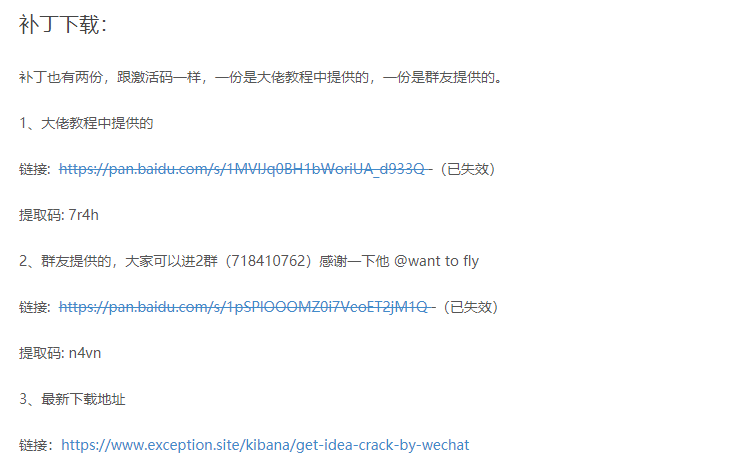 补丁下载：
补丁也有两份，跟激活码一样，一份是大佬教程中提供的，一份是群友提供的。
1、大佬教程中提供的
链接: https://pan.baidu.com/s/1MVlJq0BH1bWoriUA_d933Q （已失效）
提取码: 7r4h
2、群友提供的，大家可以进2群（718410762）感谢一下他 @want to fly
链接: https://pan.baidu.com/s/1pSPIOOOMZ0i7VeoET2jM1Q （已失效）
提取码: n4vn
3、最新下载地址
链接：https://www.exception.site/kibana/get-idea-crack-by-wechat